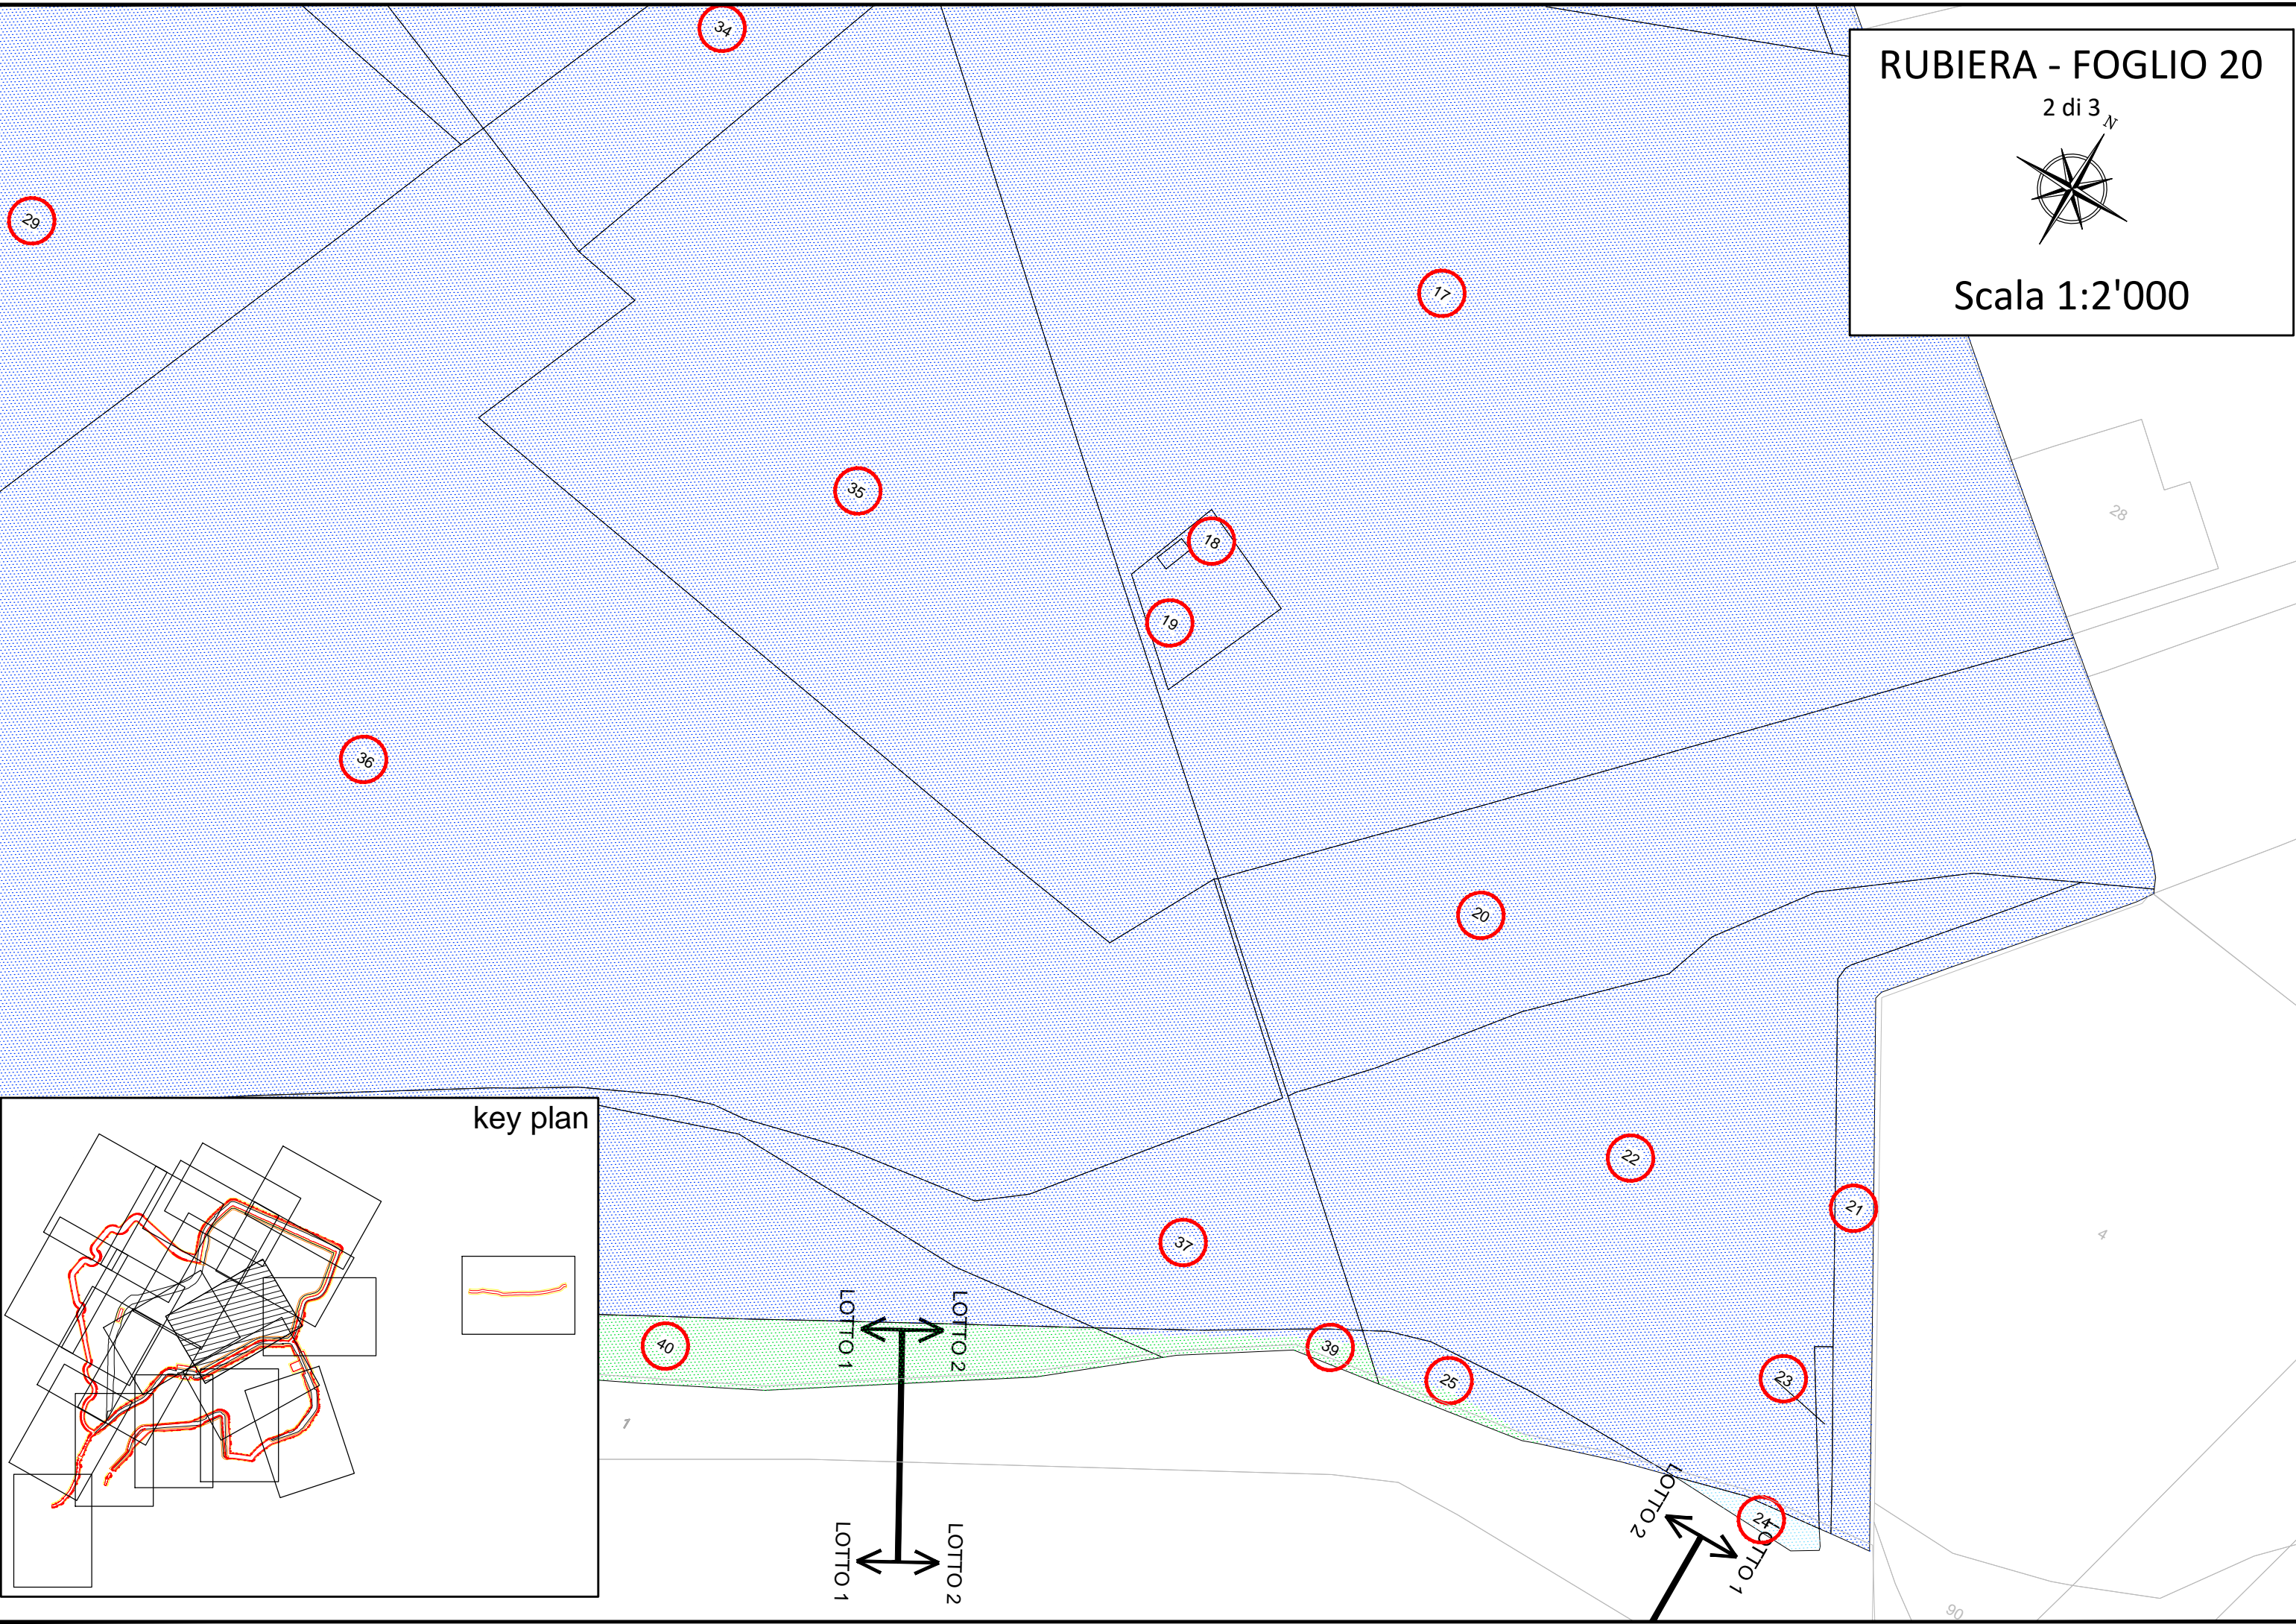 RUBIERA - FOGLIO 20
2 di 3
N
Scala 1:2'000
34
29
17
28
35
18
19
36
20
key plan
22
21
4
37
LOTTO 1
LOTTO 2
40
39
25
23
1
LOTTO 2
24
LOTTO 1
LOTTO 1
LOTTO 2
90